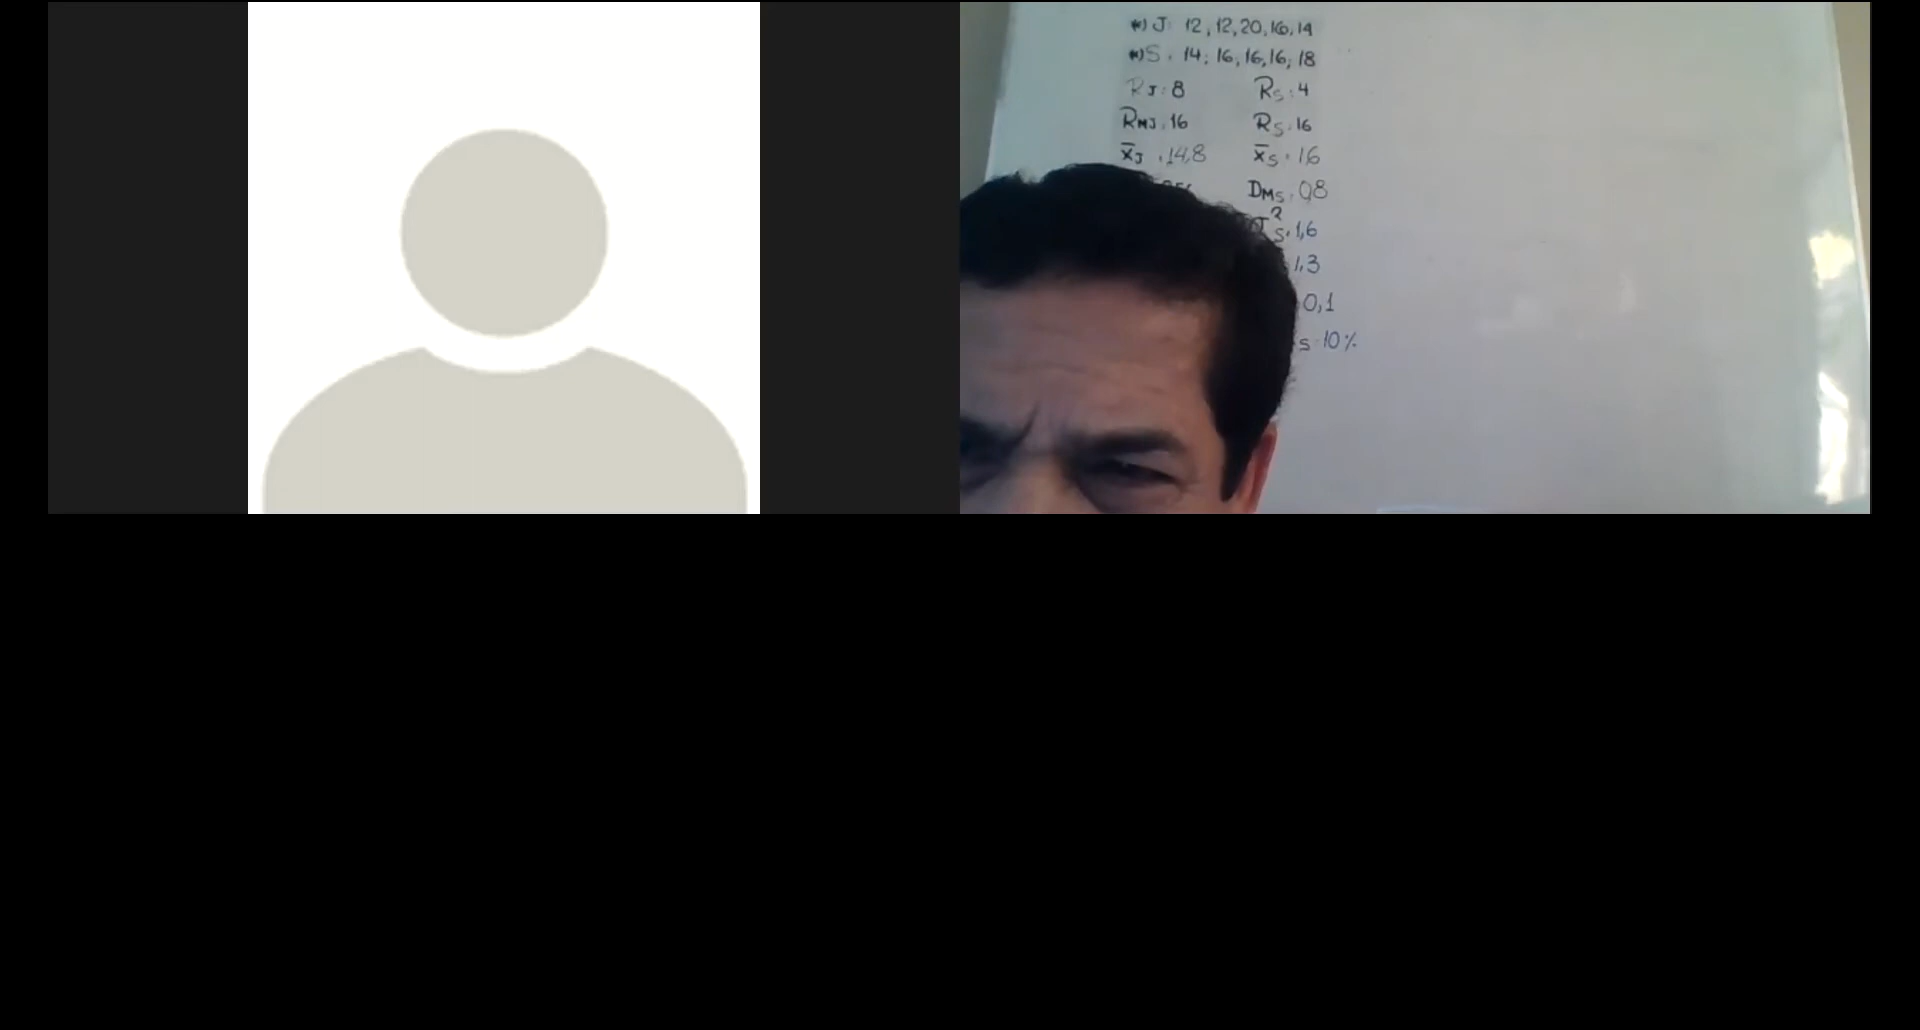 *) J: 12, 12, 20, 16, 14
*) S: 14; 16, 16, 16, 18
RJ: 8 RS: 4
RMJ: 16 RS: 16
x̄J: 14,8 x̄S: 16
DMS: 0,8
σ²S: 1,6
1,3
0,1
S: 10%